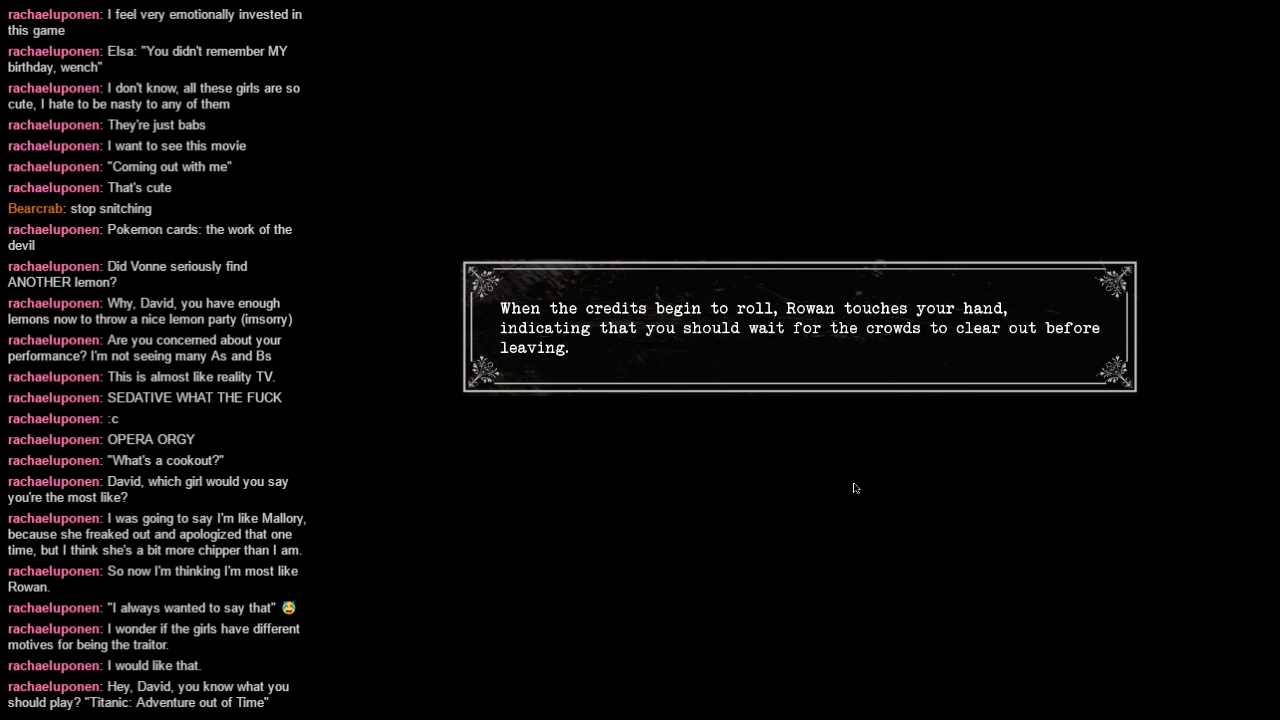 rachaeluponen: I feel very emotionally invested in
this game
rachaeluponen: Elsa: "You didn't remember MY
birthday, wench"
rachaeluponen: I don't know, all these girls are so
cute, I hate to be nasty to any of them
rachaeluponen: They're just babs
rachaeluponen: I want to see this movie
rachaeluponen: "Coming out with me"
rachaeluponen: That's cute
Bearcrab: stop snitching
rachaeluponen: Pokemon cards: the work of the
devil
rachaeluponen: Did Vonne seriously find
ANOTHER lemon?
rachaeluponen: Why, David, you have enough
lemons now to throw a nice lemon party (imsorry)
rachaeluponen: Are you concerned about your
performance? I'm not seeing many As and Bs
rachaeluponen: This is almost like reality TV.
rachaeluponen: SEDATIVE WHAT THE FUCK
rachaeluponen: :c
rachaeluponen: OPERA ORGY
rachaeluponen: "What's a cookout?"
rachaeluponen: David, which girl would you say
you're the most like?
rachaeluponen: I was going to say I'm like Mallory,
because she freaked out and apologized that one
time, but I think she's a bit more chipper than I am.
rachaeluponen: So now I'm thinking I'm most like
Rowan.
rachaeluponen: "I always wanted to say that" 😰
rachaeluponen: I wonder if the girls have different
motives for being the traitor.
rachaeluponen: I would like that.
rachaeluponen: Hey, David, you know what you
should play? "Titanic: Adventure out of Time"
When the credits begin to roll, Rowan touches your hand,
indicating that you should wait for the crowds to clear out before
leaving.